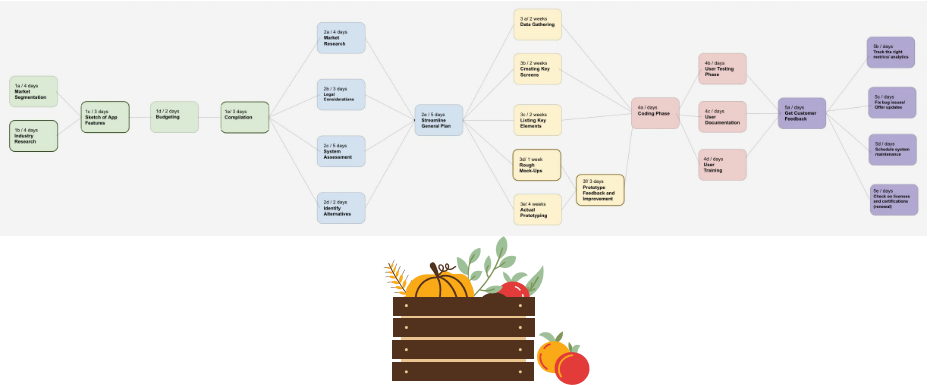 1a / 4 days
Market
Segmentation
1b / 4 days
Industry
Research
1c / 3 days
Sketch of App
Features
1d / 2 days
Budgeting
1e/ 3 days
Compilation
2a / 4 days
Market
Research
2b / 3 days
Legal
Considerations
2c / 5 days
System
Assessment
2d / 2 days
Identify
Alternatives
2e / 5 days
Streamline
General Plan
3 a/ 2 weeks
Data Gathering
3b / 2 weeks
Creating Key
Screens
3c / 2 weeks
Listing Key
Elements
3d/ 1 week
Rough
Mock-Ups
3e/ 4 weeks
Actual
Prototyping
3f/ 3 days
Prototype
Feedback and
Improvement
4a / days
Coding Phase
4b / days
User Testing
Phase
4c / days
User
Documentation
4d / days
User
Training
5a / days
Get Customer
Feedback
5b / days
Track the right
metrics/ analytics
5c / days
Fix bug issues/
Offer updates
5d / days
Schedule system
maintenance
5e / days
Check on licenses
and certifications
(renewal)